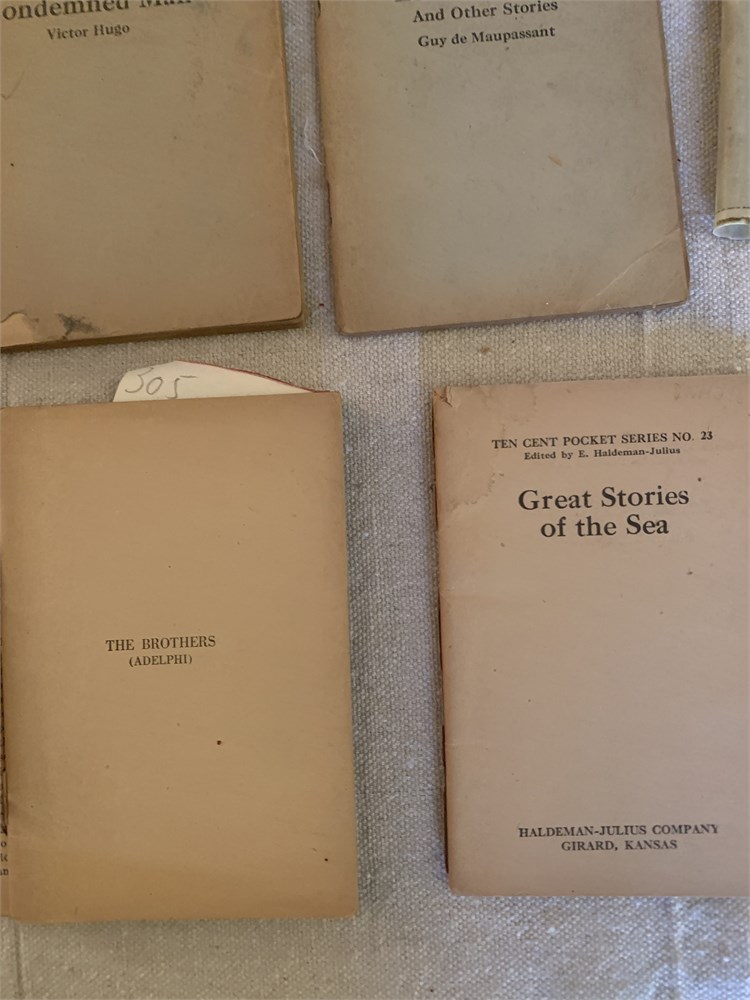 ondemned Man
Victor Hugo
And Other Stories
Guy de Maupassant
305
THE BROTHERS
(ADELPHI)
TEN CENT POCKET SERIES NO. 23
Edited by E. Haldeman-Julius
Great Stories
of the Sea
HALDEMAN-JULIUS COMPANY
GIRARD, KANSAS